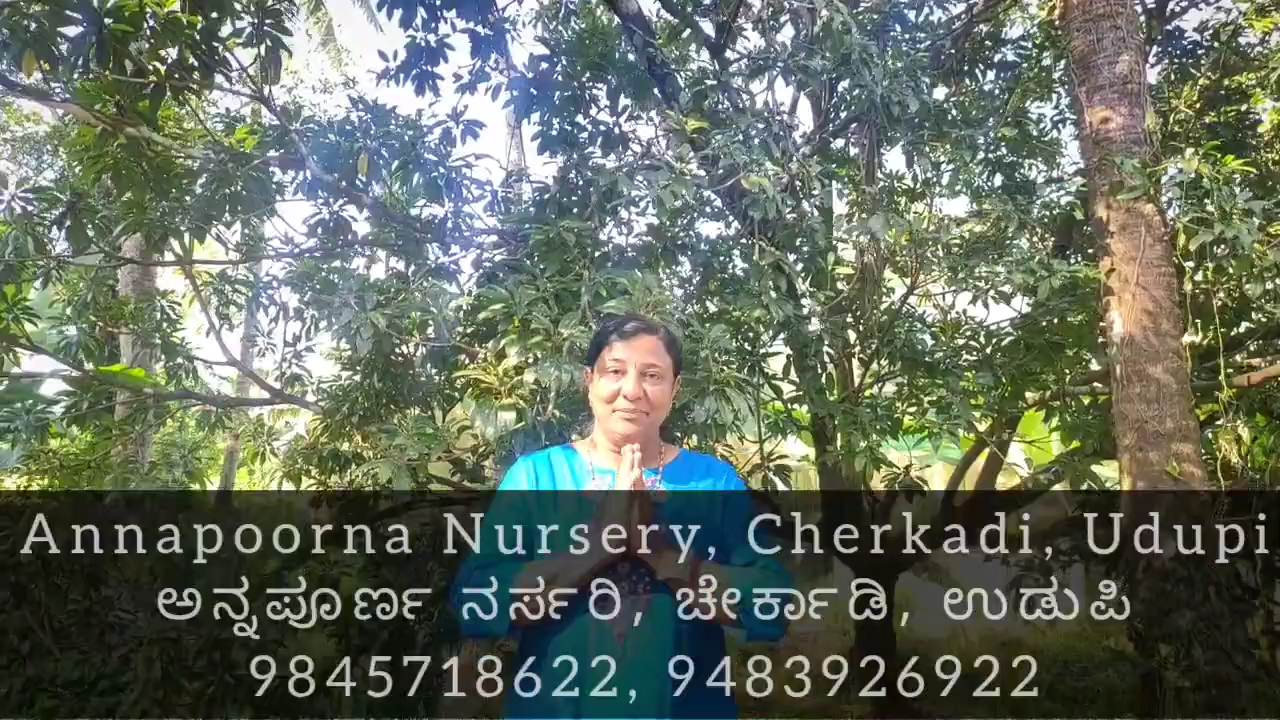 Annapoorna Nursery, Cherkadi, Udupi
ಅನ್ನಪೂರ್ಣ ನರ್ಸರಿ, ಚೇರ್ಕಾಡಿ, ಉಡುಪಿ
9845718622, 9483926922